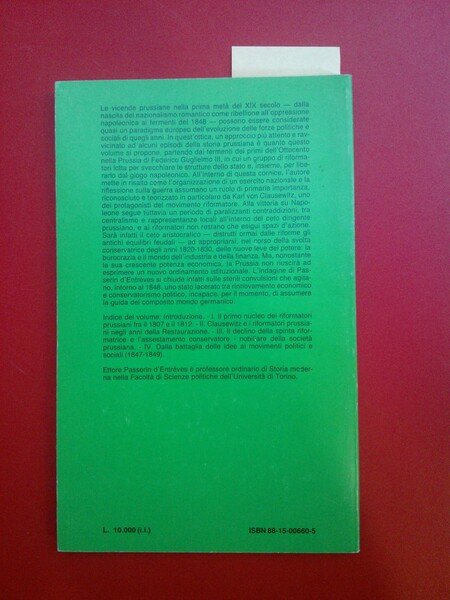 Le vicende prussiane nella prima metà del XIX secolo — dalla
nascita del nazionalismo romantico come ribellione all'oppressione
napoleonica ai fermenti del 1848 — possono essere considerate
quasi un paradigma europeo dell'evoluzione delle forze politiche e
sociali di quegli anni. In quest'ottica, un approccio più attento e rav-
vicinato ad alcuni episodi della storia prussiana è quanto questo
volume si propone, partendo dai fermenti dei primi dell'Ottocento
nella Prussia di Federico Guglielmo III, in cui un gruppo di riforma-
tori lotta per svecchiare le strutture dello stato e, insieme, per libe-
rarlo dal giogo napoleonico. All'interno di questa cornice, l'autore
mette in risalto come l'organizzazione di un esercito nazionale e la
riflessione sulla guerra assumano un ruolo di primaria importanza,
riconosciuto e teorizzato in particolare da Karl von Clausewitz, uno
dei protagonisti del movimento riformatore. Alla vittoria su Napo-
leone segue tuttavia un periodo di paralizzanti contraddizioni, tra
centralismo e rappresentanze locali all'interno del ceto dirigente
prussiano, e ai riformatori non restano che esigui spazi d'azione.
Sarà infatti il ceto aristocratico — distrutti ormai dalle riforme gli
antichi equilibri feudali — ad appropriarsi, nel corso della svolta
conservatrice degli anni 1820-1830, delle nuove leve del potere: la
burocrazia e il mondo dell'industria e della finanza. Ma, nonostante
la sua crescente potenza economica, la Prussia non riuscirà ad
esprimere un nuovo ordinamento istituzionale. L'indagine di Pas-
serin d'Entrèves si chiude infatti sulle sterili convulsioni che agita-
no, intorno al 1848, uno stato lacerato tra rinnovamento economico
e conservatorismo politico, incapace, per il momento, di assumere
la guida del composto mondo germanico.
Indice del volume: Introduzione. - I. Il primo nucleo dei riformatori
prussiani tra il 1807 e il 1812. - II. Clausewitz e i riformatori prussia-
ni negli anni della Restaurazione. - III. Il declino della spinta rifor-
matrice e l'assestamento conservatore - nobiliare della società
prussiana. - IV. Dalla battaglia delle idee ai movimenti politici e
sociali (1847-1849).
Ettore Passerin d'Entrèves è professore ordinario di Storia moder-
na nella Facoltà di Scienze politiche dell'Università di Torino.
L. 10.000 (i.i.)
ISBN 88-15-00660-5